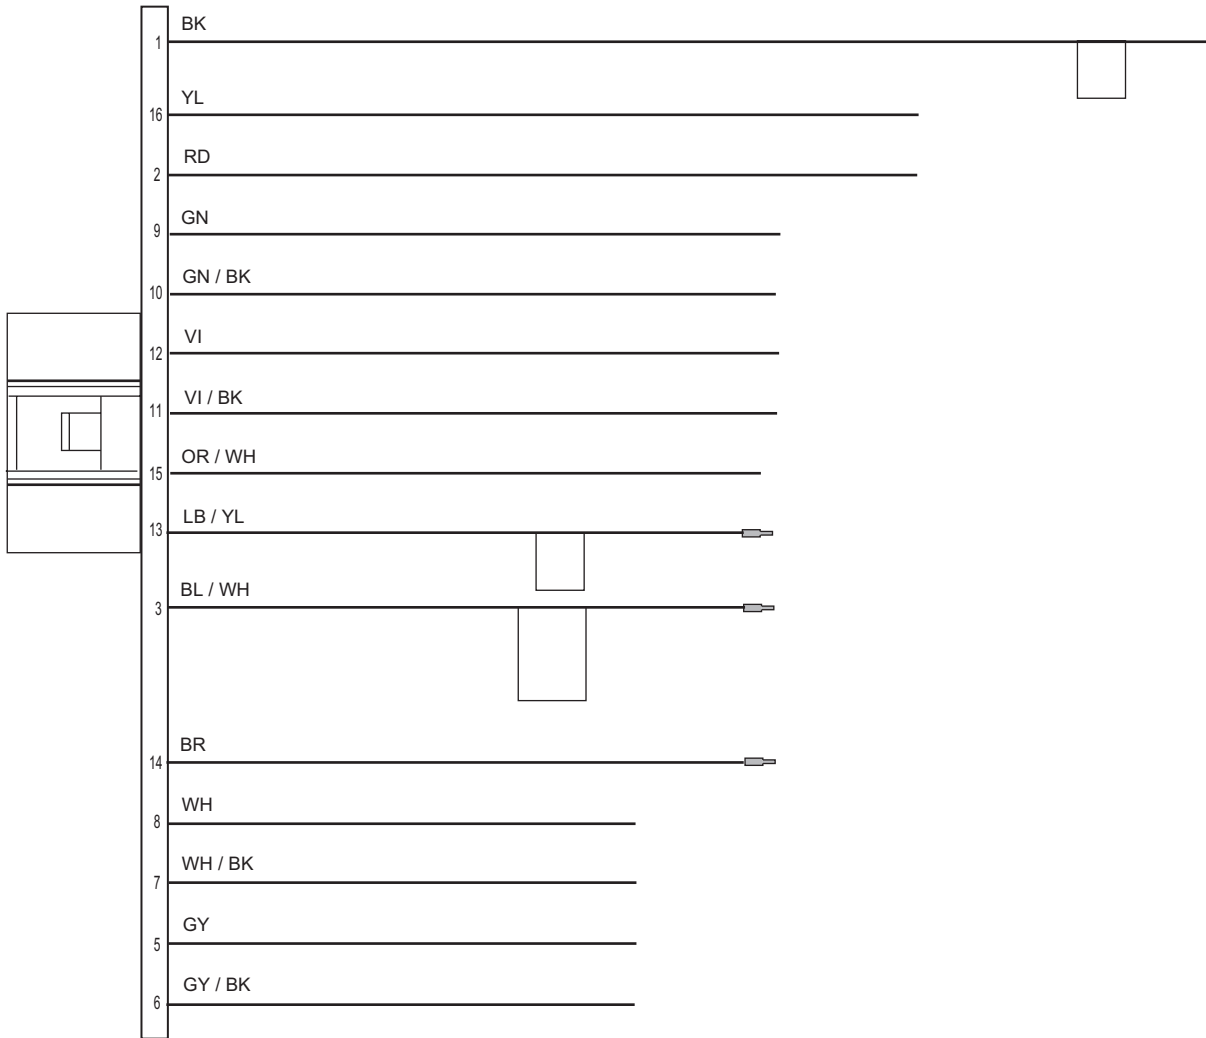 BK
1
YL
16
RD
2
GN
9
GN / BK
10
VI
12
VI / BK
11
OR / WH
15
LB / YL
13
BL / WH
3
BR
14
WH
8
WH / BK
7
GY
5
GY / BK
6